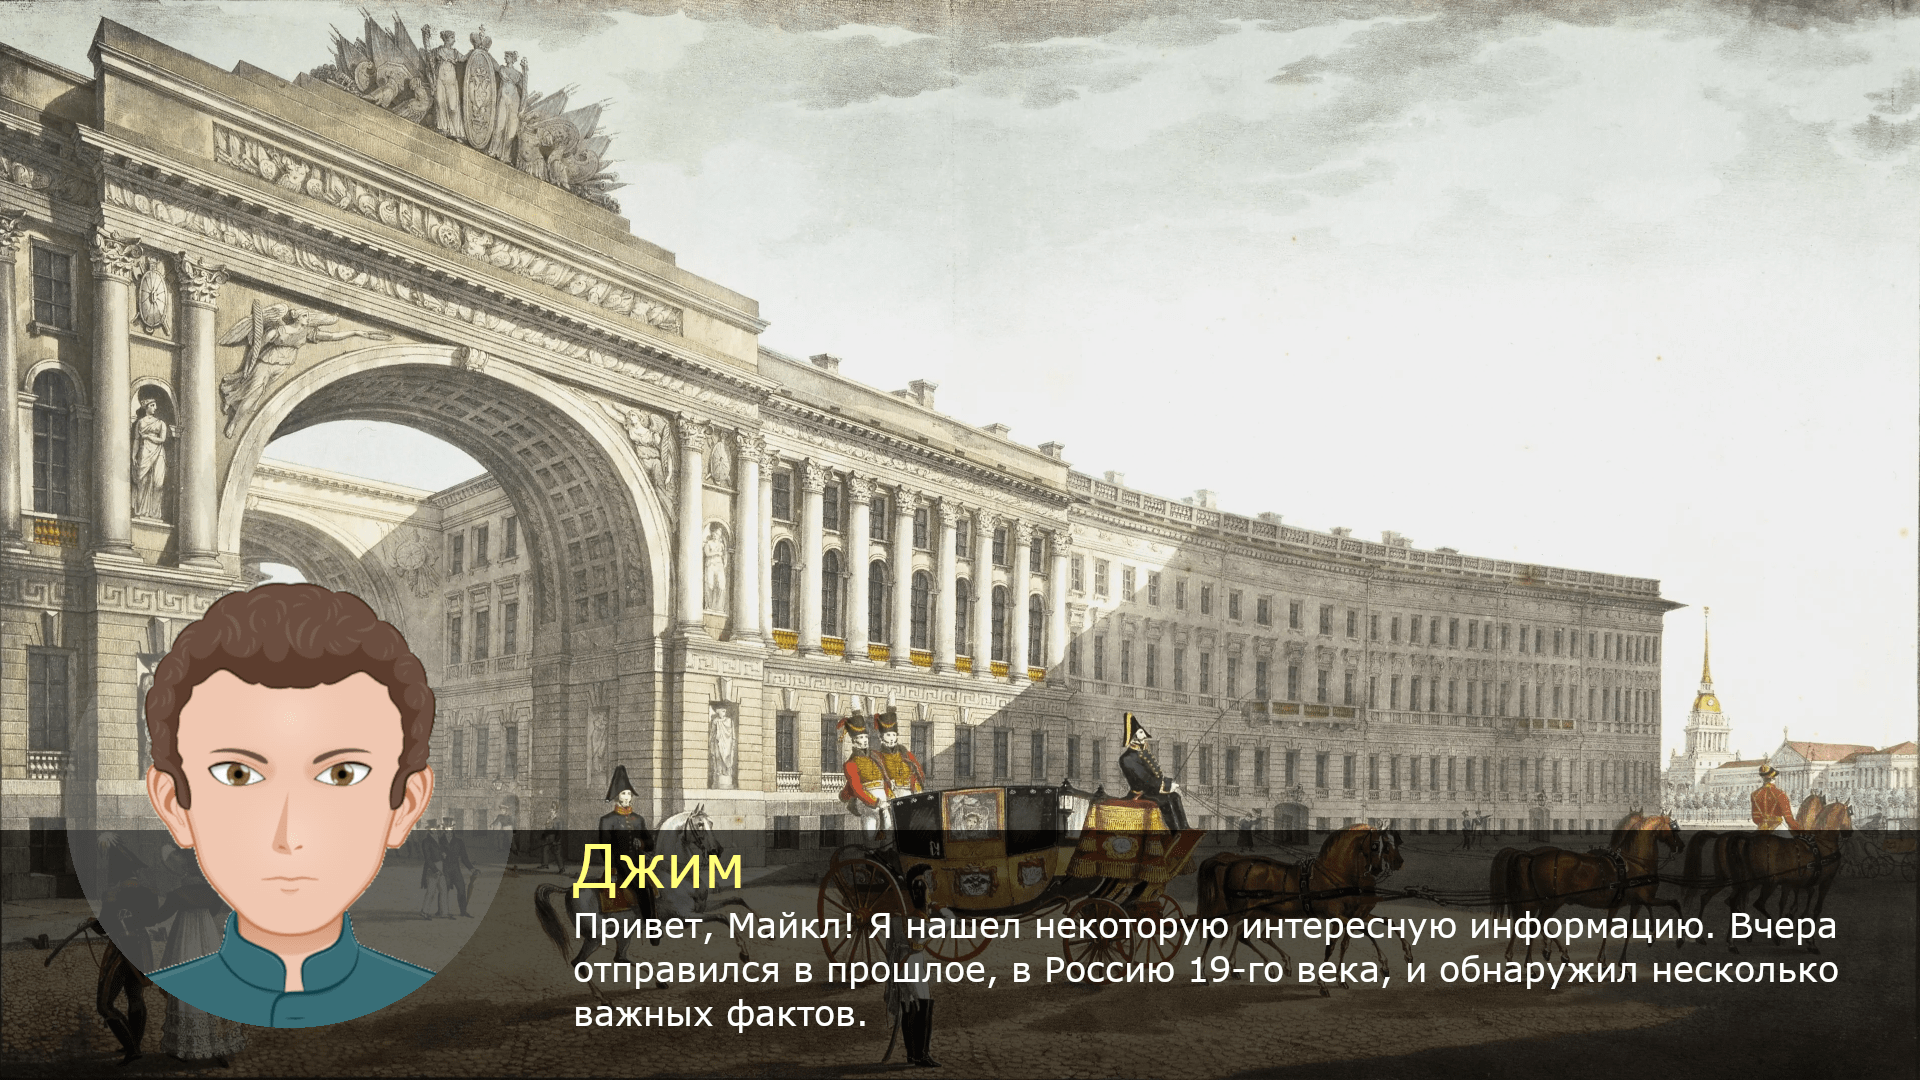 Джим
Привет, Майкл! Я нашел некоторую интересную информацию. Вчера
отправился в прошлое, в Россию 19-го века, и обнаружил несколько
важных фактов.